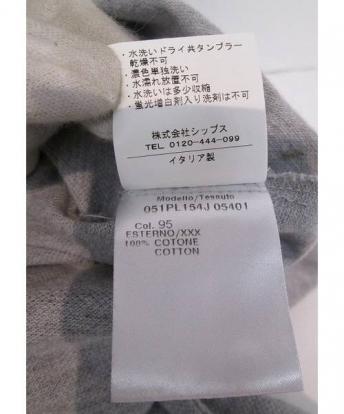 ・水洗いドライ共タンブラー
乾燥不可
・濃色単独洗い
・水濡れ放置不可
・水洗いは多少収縮
・蛍光増白剤入り洗剤は不可
株式会社シップス
TEL 0120-444-099
イタリア製
Modello/Tessuto
051PL154J 05401
Col. 95
ESTERNO/XXX
100% COTONE
COTTON